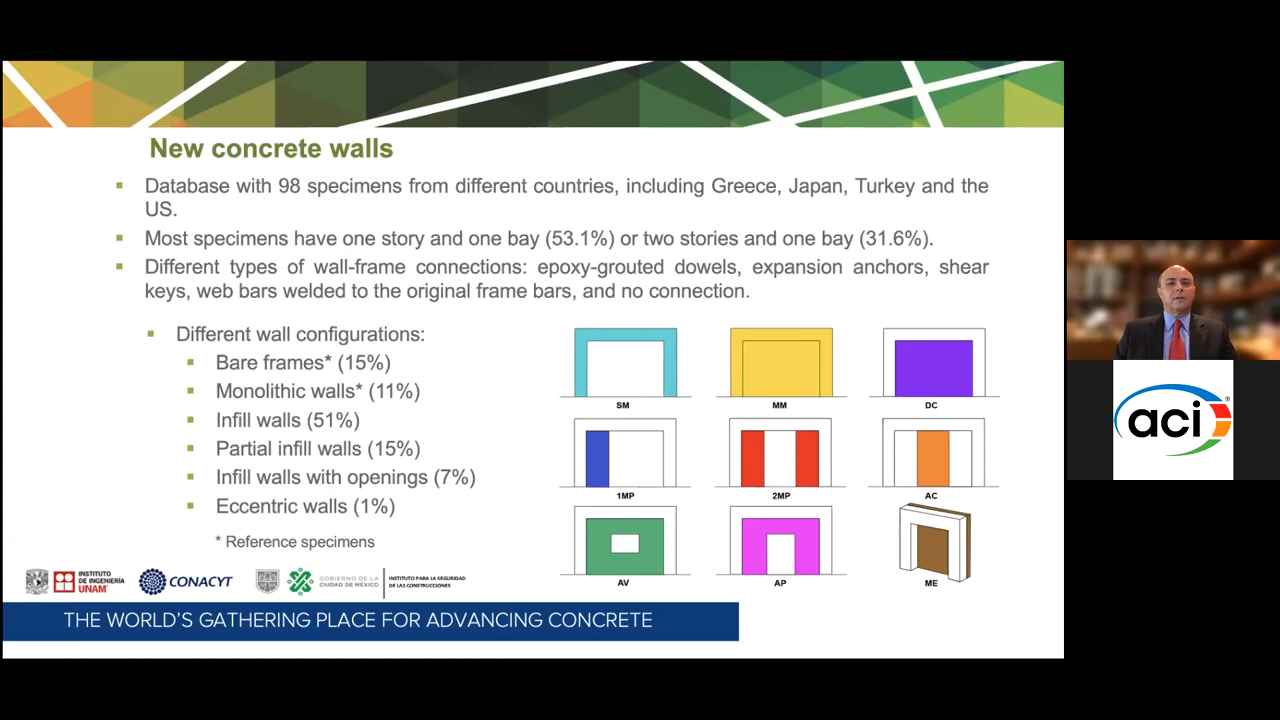 New concrete walls
Database with 98 specimens from different countries, including Greece, Japan, Turkey and the
US.
Most specimens have one story and one bay (53.1%) or two stories and one bay (31.6%).
Different types of wall-frame connections: epoxy-grouted dowels, expansion anchors, shear
keys, web bars welded to the original frame bars, and no connection.
Different wall configurations:
Bare frames* (15%)
Monolithic walls* (11%)
Infill walls (51%)
Partial infill walls (15%)
Infill walls with openings (7%)
Eccentric walls (1%)
* Reference specimens
SM
MM
DC
1MP
2MP
AC
AV
AP
ME
INSTITUTO
DE INGENIERÍA
UNAM
CONACYT
GOBIERNO DE LA
CIUDAD DE MÉXICO
INSTITUTO PARA LA SEGURIDAD
DE LAS CONSTRUCCIONES
THE WORLD'S GATHERING PLACE FOR ADVANCING CONCRETE
aci